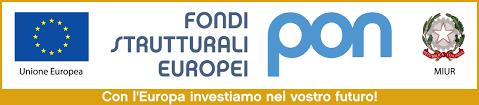 FONDI
STRUTTURALI
EUROPEI
pon
Unione Europea
MIUR
Con l'Europa investiamo nel vostro futuro!